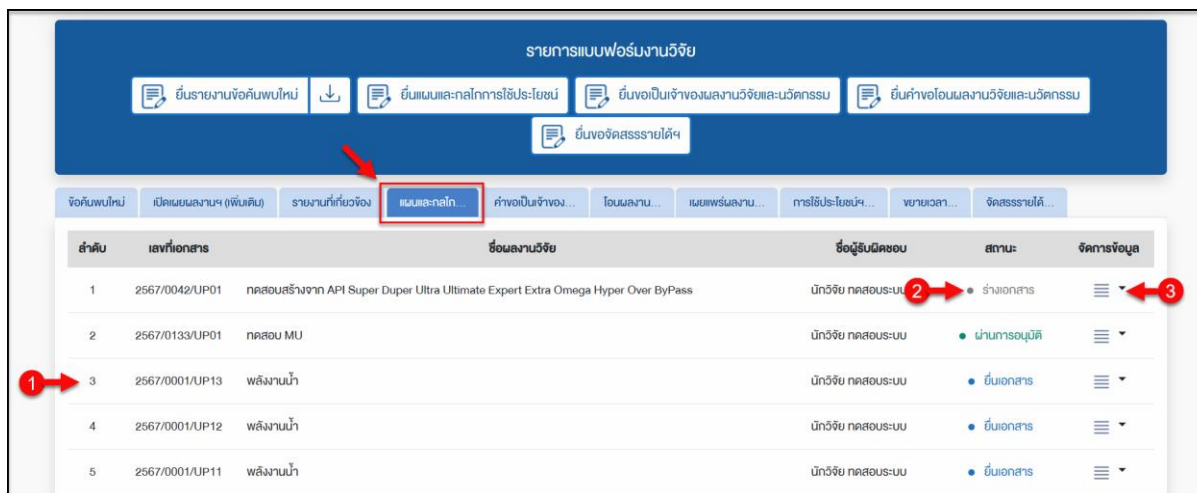 รายการแบบฟอร์มงานวิจัย
ยื่นรายงานข้อค้นพบใหม่ ยื่นแผนและกลไกการใช้ประโยชน์ ยื่นขอเป็นเจ้าของผลงานวิจัยและนวัตกรรม ยื่นคำขอโอนผลงานวิจัยและนวัตกรรม
ยื่นขอจัดสรรรายได้ฯ
ข้อค้นพบใหม่ เปิดเผยผลงานฯ (เพิ่มเติม) รายงานที่เกี่ยวข้อง แผนและกลไก... คำขอเป็นเจ้าของ... โอนผลงาน... เผยแพร่ผลงาน... การใช้ประโยชน์ฯ... ขยายเวลา... จัดสรรรายได้...
ลำดับ เลขที่เอกสาร ชื่อผลงานวิจัย ชื่อผู้รับผิดชอบ สถานะ จัดการข้อมูล
1 2567/0042/UP01 ทดสอบสร้างจาก API Super Duper Ultra Ultimate Expert Extra Omega Hyper Over ByPass นักวิจัย ทดสอบระบบ 2 ร่างเอกสาร 3
2 2567/0133/UP01 ทดสอบ MU นักวิจัย ทดสอบระบบ ผ่านการอนุมัติ
1 3 2567/0001/UP13 พลังงานน้ำ นักวิจัย ทดสอบระบบ ยื่นเอกสาร
4 2567/0001/UP12 พลังงานน้ำ นักวิจัย ทดสอบระบบ ยื่นเอกสาร
5 2567/0001/UP11 พลังงานน้ำ นักวิจัย ทดสอบระบบ ยื่นเอกสาร